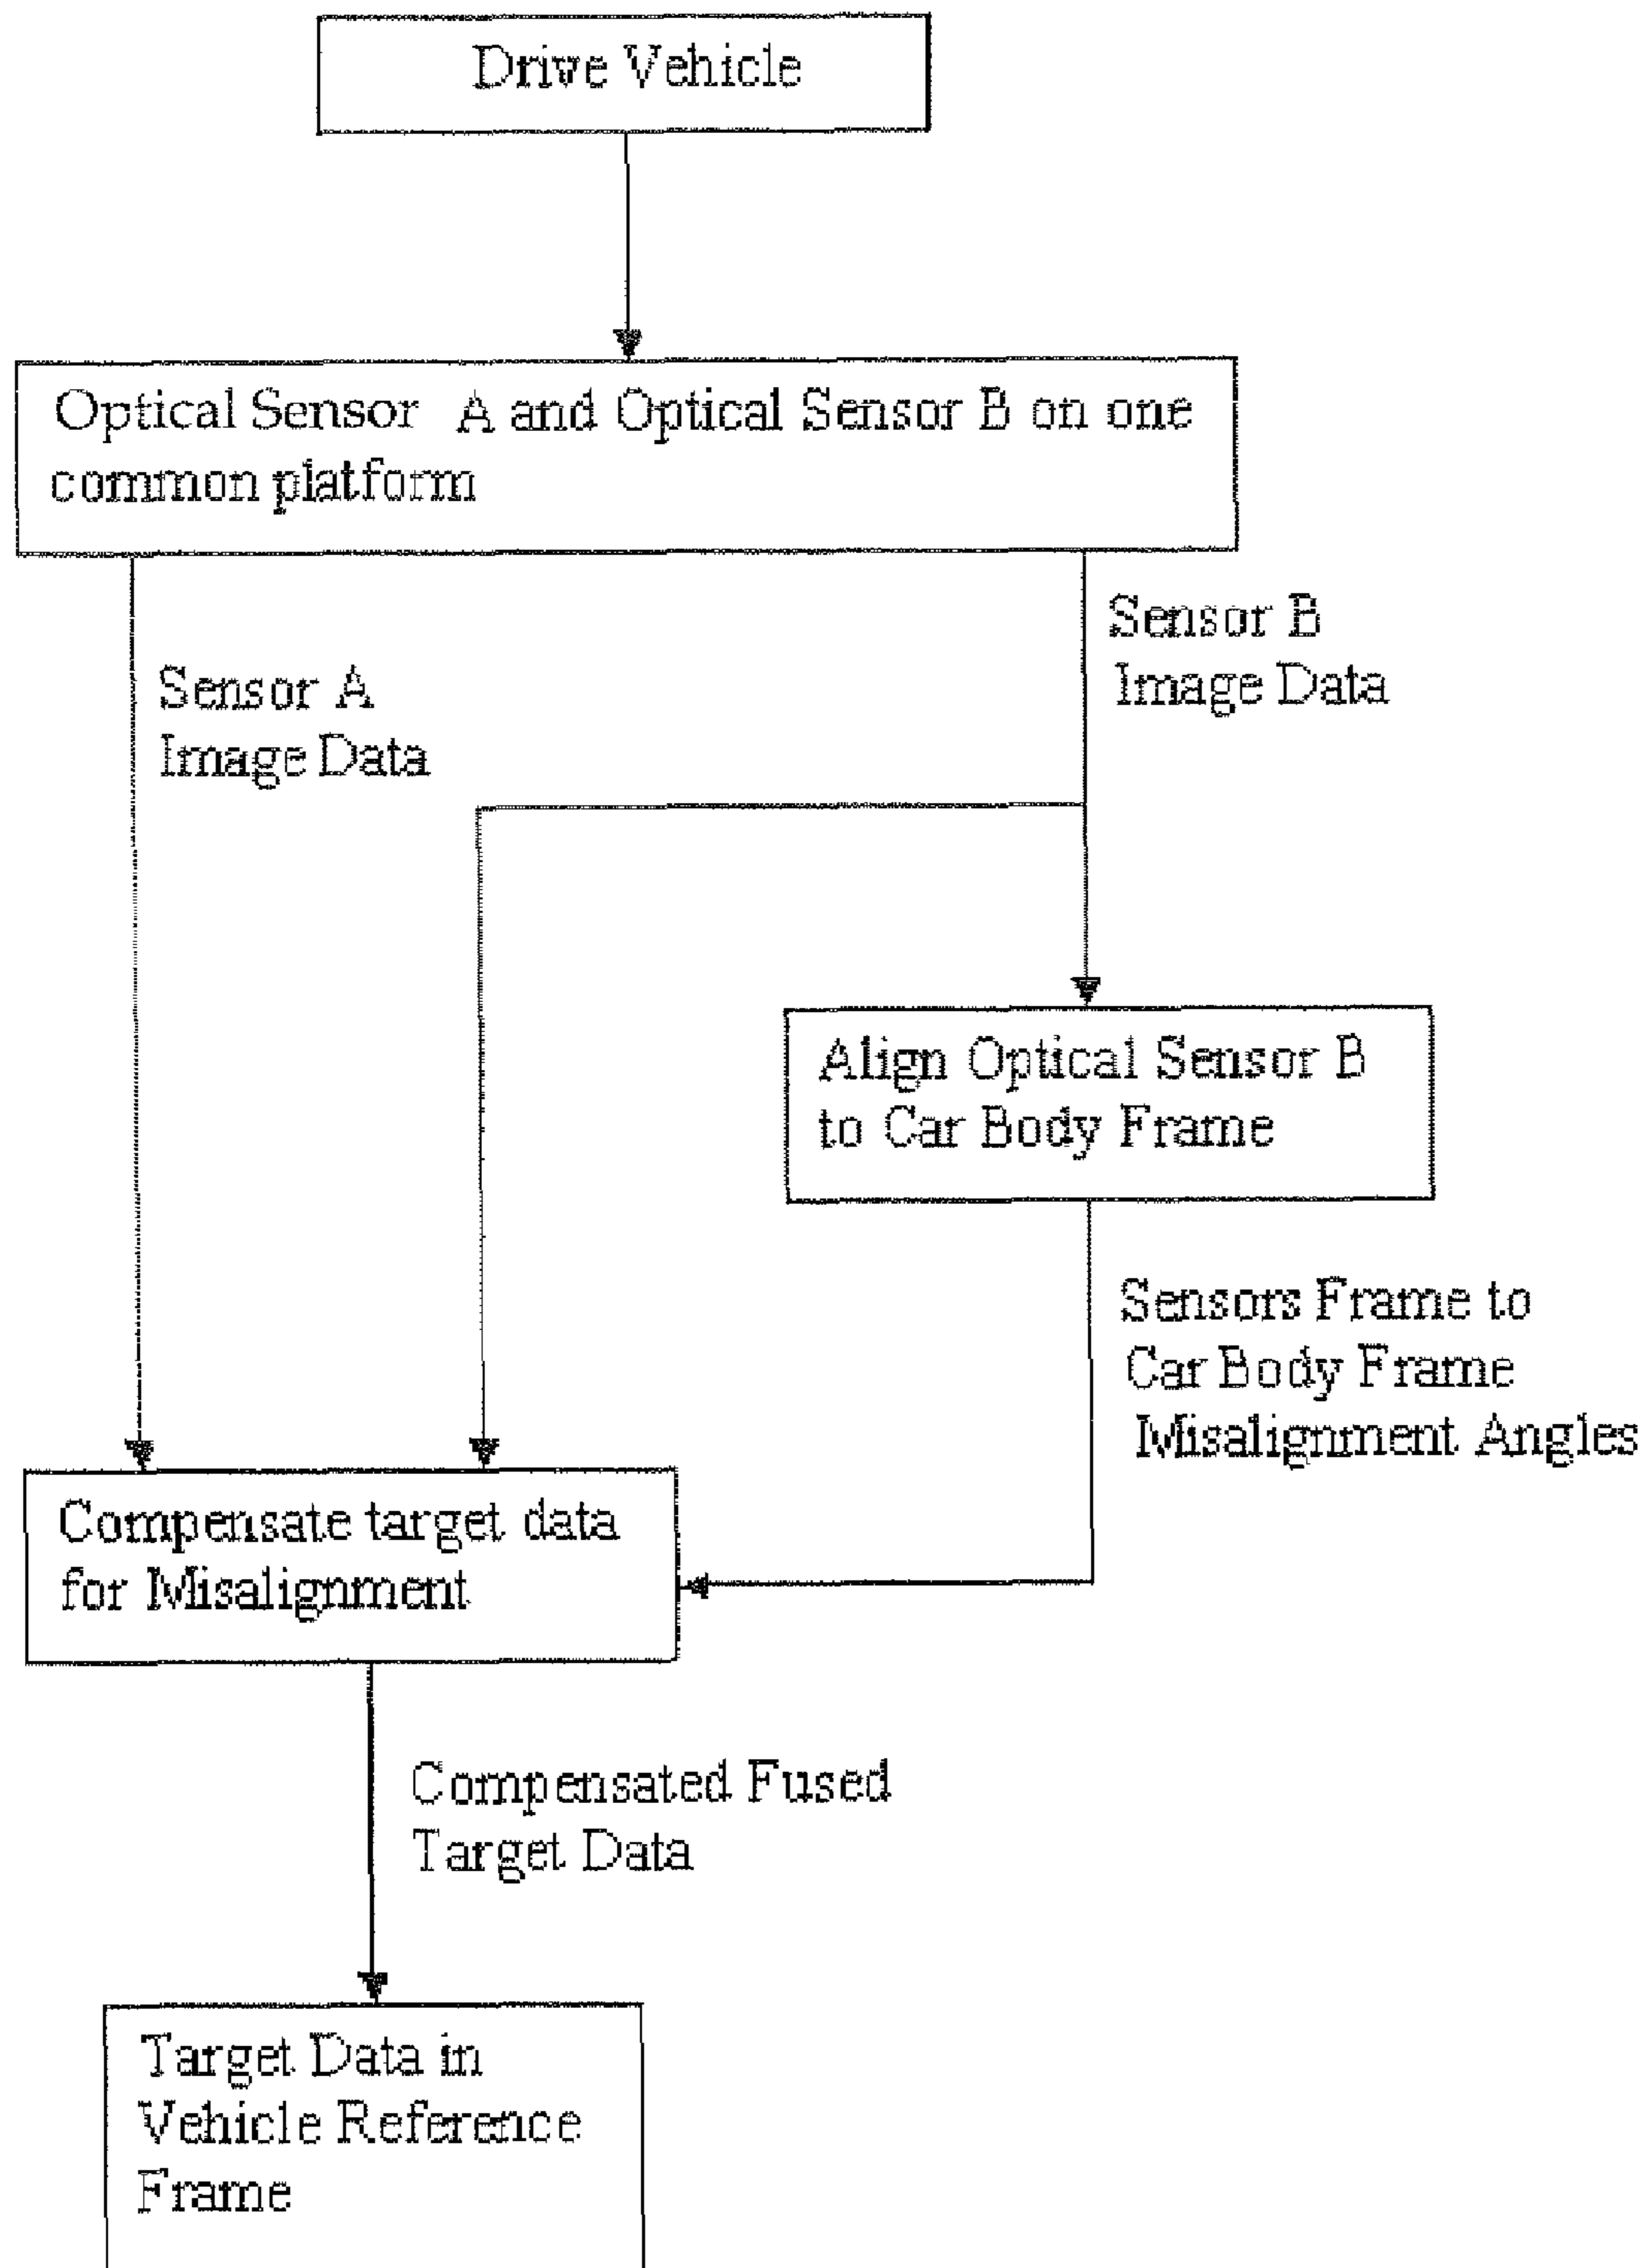 Drive Vehicle
Optical Sensor A and Optical Sensor B on one
common platform
Sensor B
Image Data
Sensor A
Image Data
Align Optical Sensor B
to Car Body Frame
Sensors Frame to
Car Body Frame
Misalignment Angles
Compensate target data
for Misalignment
Compensated Fused
Target Data
Target Data in
Vehicle Reference
Frame